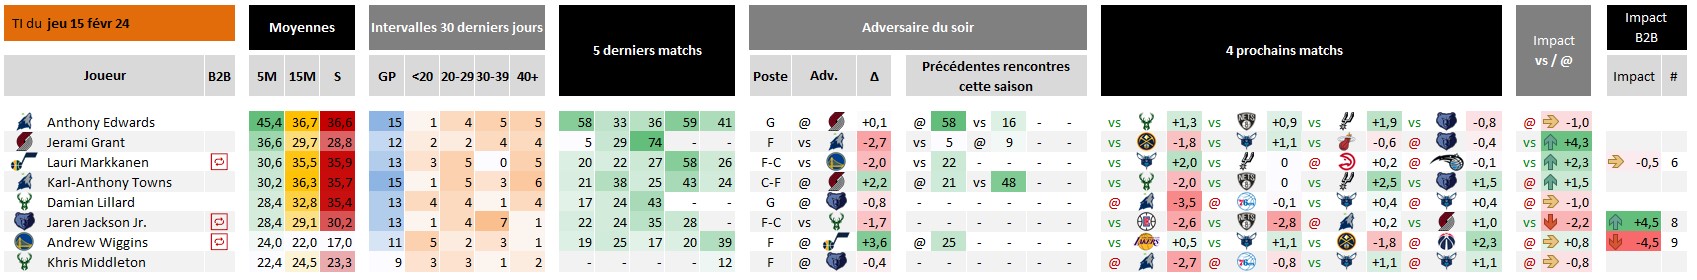 TI du jeu 15 févr 24 Moyennes Intervalles 30 derniers jours 5 derniers matchs Adversaire du soir 4 prochains matchs Impact vs / @ Impact B2B
Joueur B2B 5M 15M S GP <20 20-29 30-39 40+ Poste Adv. Δ Précédentes rencontres cette saison Impact #
Anthony Edwards 45,4 36,7 36,6 15 1 4 5 5 58 33 36 59 41 G @ +0,1 @ 58 vs 16 - - vs +1,3 vs +0,9 vs +1,9 vs -0,8 @ -1,0
Jerami Grant 36,6 29,7 28,8 12 2 2 4 4 5 29 74 - - F vs -2,7 vs 5 @ 9 - - vs -1,8 vs +1,1 vs -0,6 @ -0,4 vs +4,3
Lauri Markkanen 30,6 35,5 35,9 13 3 5 0 5 20 22 27 58 26 F-C vs -2,0 vs 22 - - - - vs +2,0 vs 0 @ +0,2 @ -0,1 vs +2,3 -0,5 6
Karl-Anthony Towns 30,2 36,3 35,7 15 1 5 3 6 21 38 25 43 24 C-F @ +2,2 @ 21 vs 48 - - vs -2,0 vs 0 vs +2,5 vs +1,5 @ +1,5
Damian Lillard 28,4 32,8 35,4 13 4 4 1 4 17 24 43 - - G @ -0,8 - - - - - - @ -3,5 @ -0,1 vs +0,4 vs +0,4 @ -1,0
Jaren Jackson Jr. 28,4 29,1 30,2 13 1 4 7 1 22 24 35 28 - F-C vs -1,7 - - - - - - vs -2,6 vs -2,8 @ +0,2 vs +1,0 @ -2,2 +4,5 8
Andrew Wiggins 24,0 22,0 17,0 11 5 2 3 1 19 25 17 20 39 F @ +3,6 @ 25 - - - - vs +0,5 vs +1,1 vs -1,8 @ +2,3 @ +0,8 -4,5 9
Khris Middleton 22,4 24,5 23,3 9 3 3 1 2 - - - - 12 F @ -0,4 - - - - - - @ -2,7 @ -0,8 vs +1,1 vs +1,1 @ -1,0